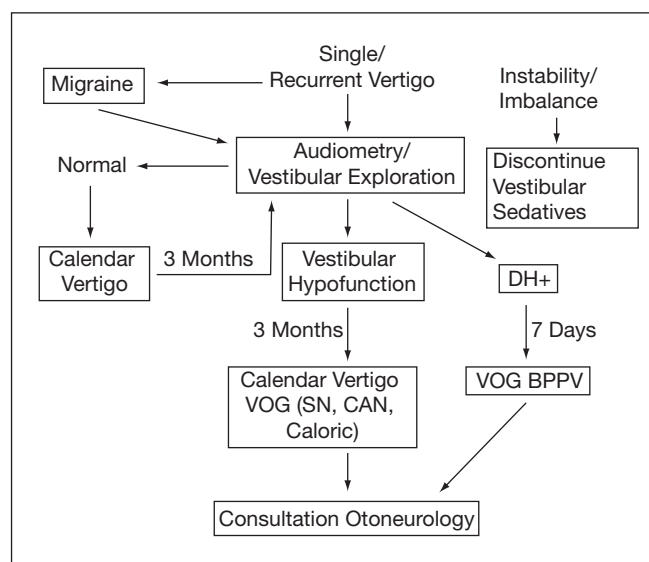 Single/
Recurrent Vertigo
Migraine
Instability/
Imbalance
Audiometry/
Vestibular Exploration
Discontinue
Vestibular
Sedatives
Normal
Calendar
Vertigo
3 Months
Vestibular
Hypofunction
DH+
3 Months
7 Days
Calendar Vertigo
VOG (SN, CAN,
Caloric)
VOG BPPV
Consultation Otoneurology